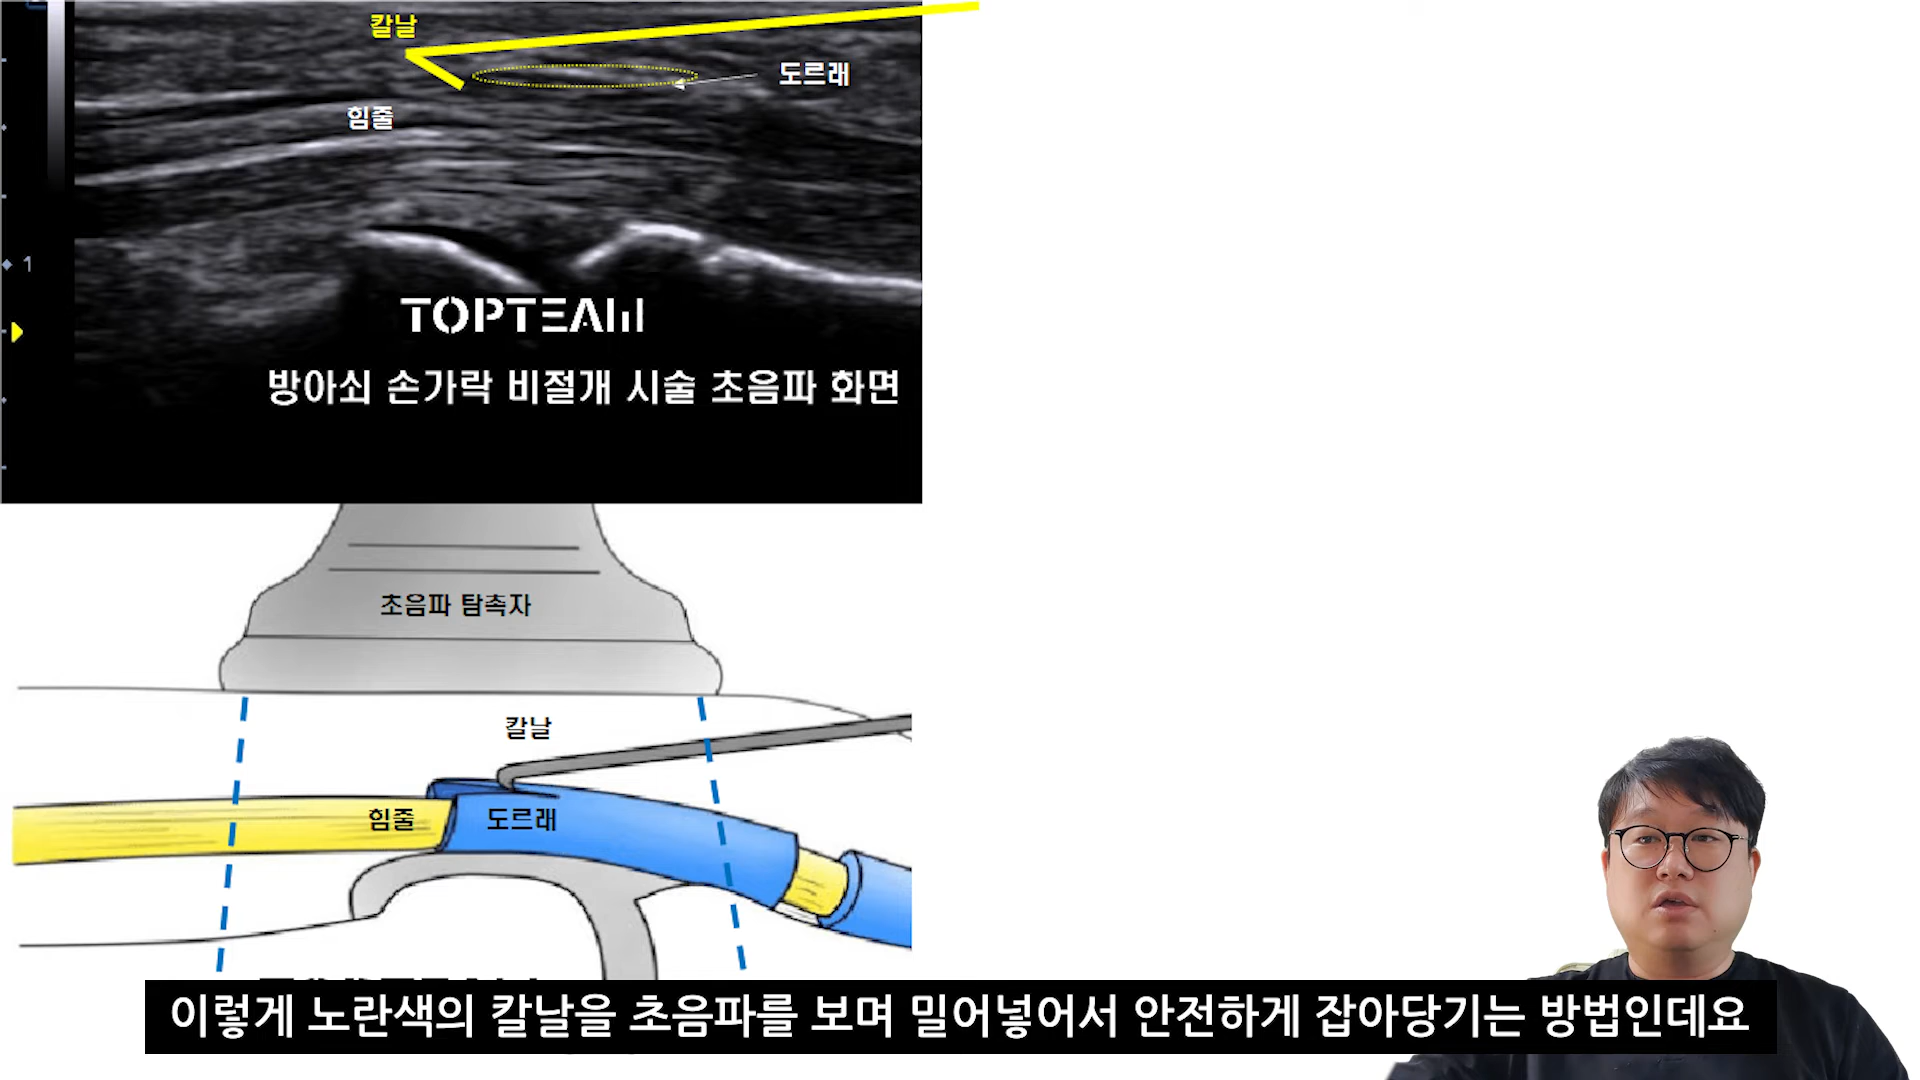 칼날
도르래
힘줄
1
TOPTEAM
방아쇠 손가락 비절개 시술 초음파 화면
초음파 탐촉자
칼날
힘줄
도르래
이렇게 노란색의 칼날을 초음파를 보며 밀어넣어서 안전하게 잡아당기는 방법인데요